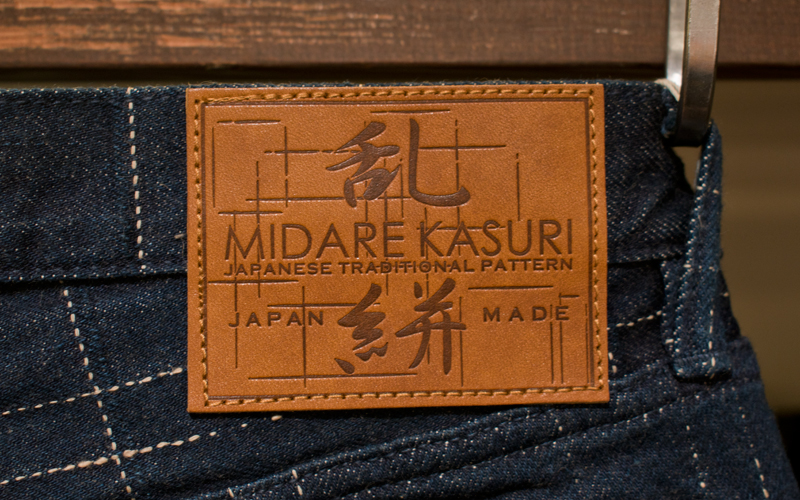 乱
MIDARE KASURI
JAPANESE TRADITIONAL PATTERN
JAPAN 絣 MADE